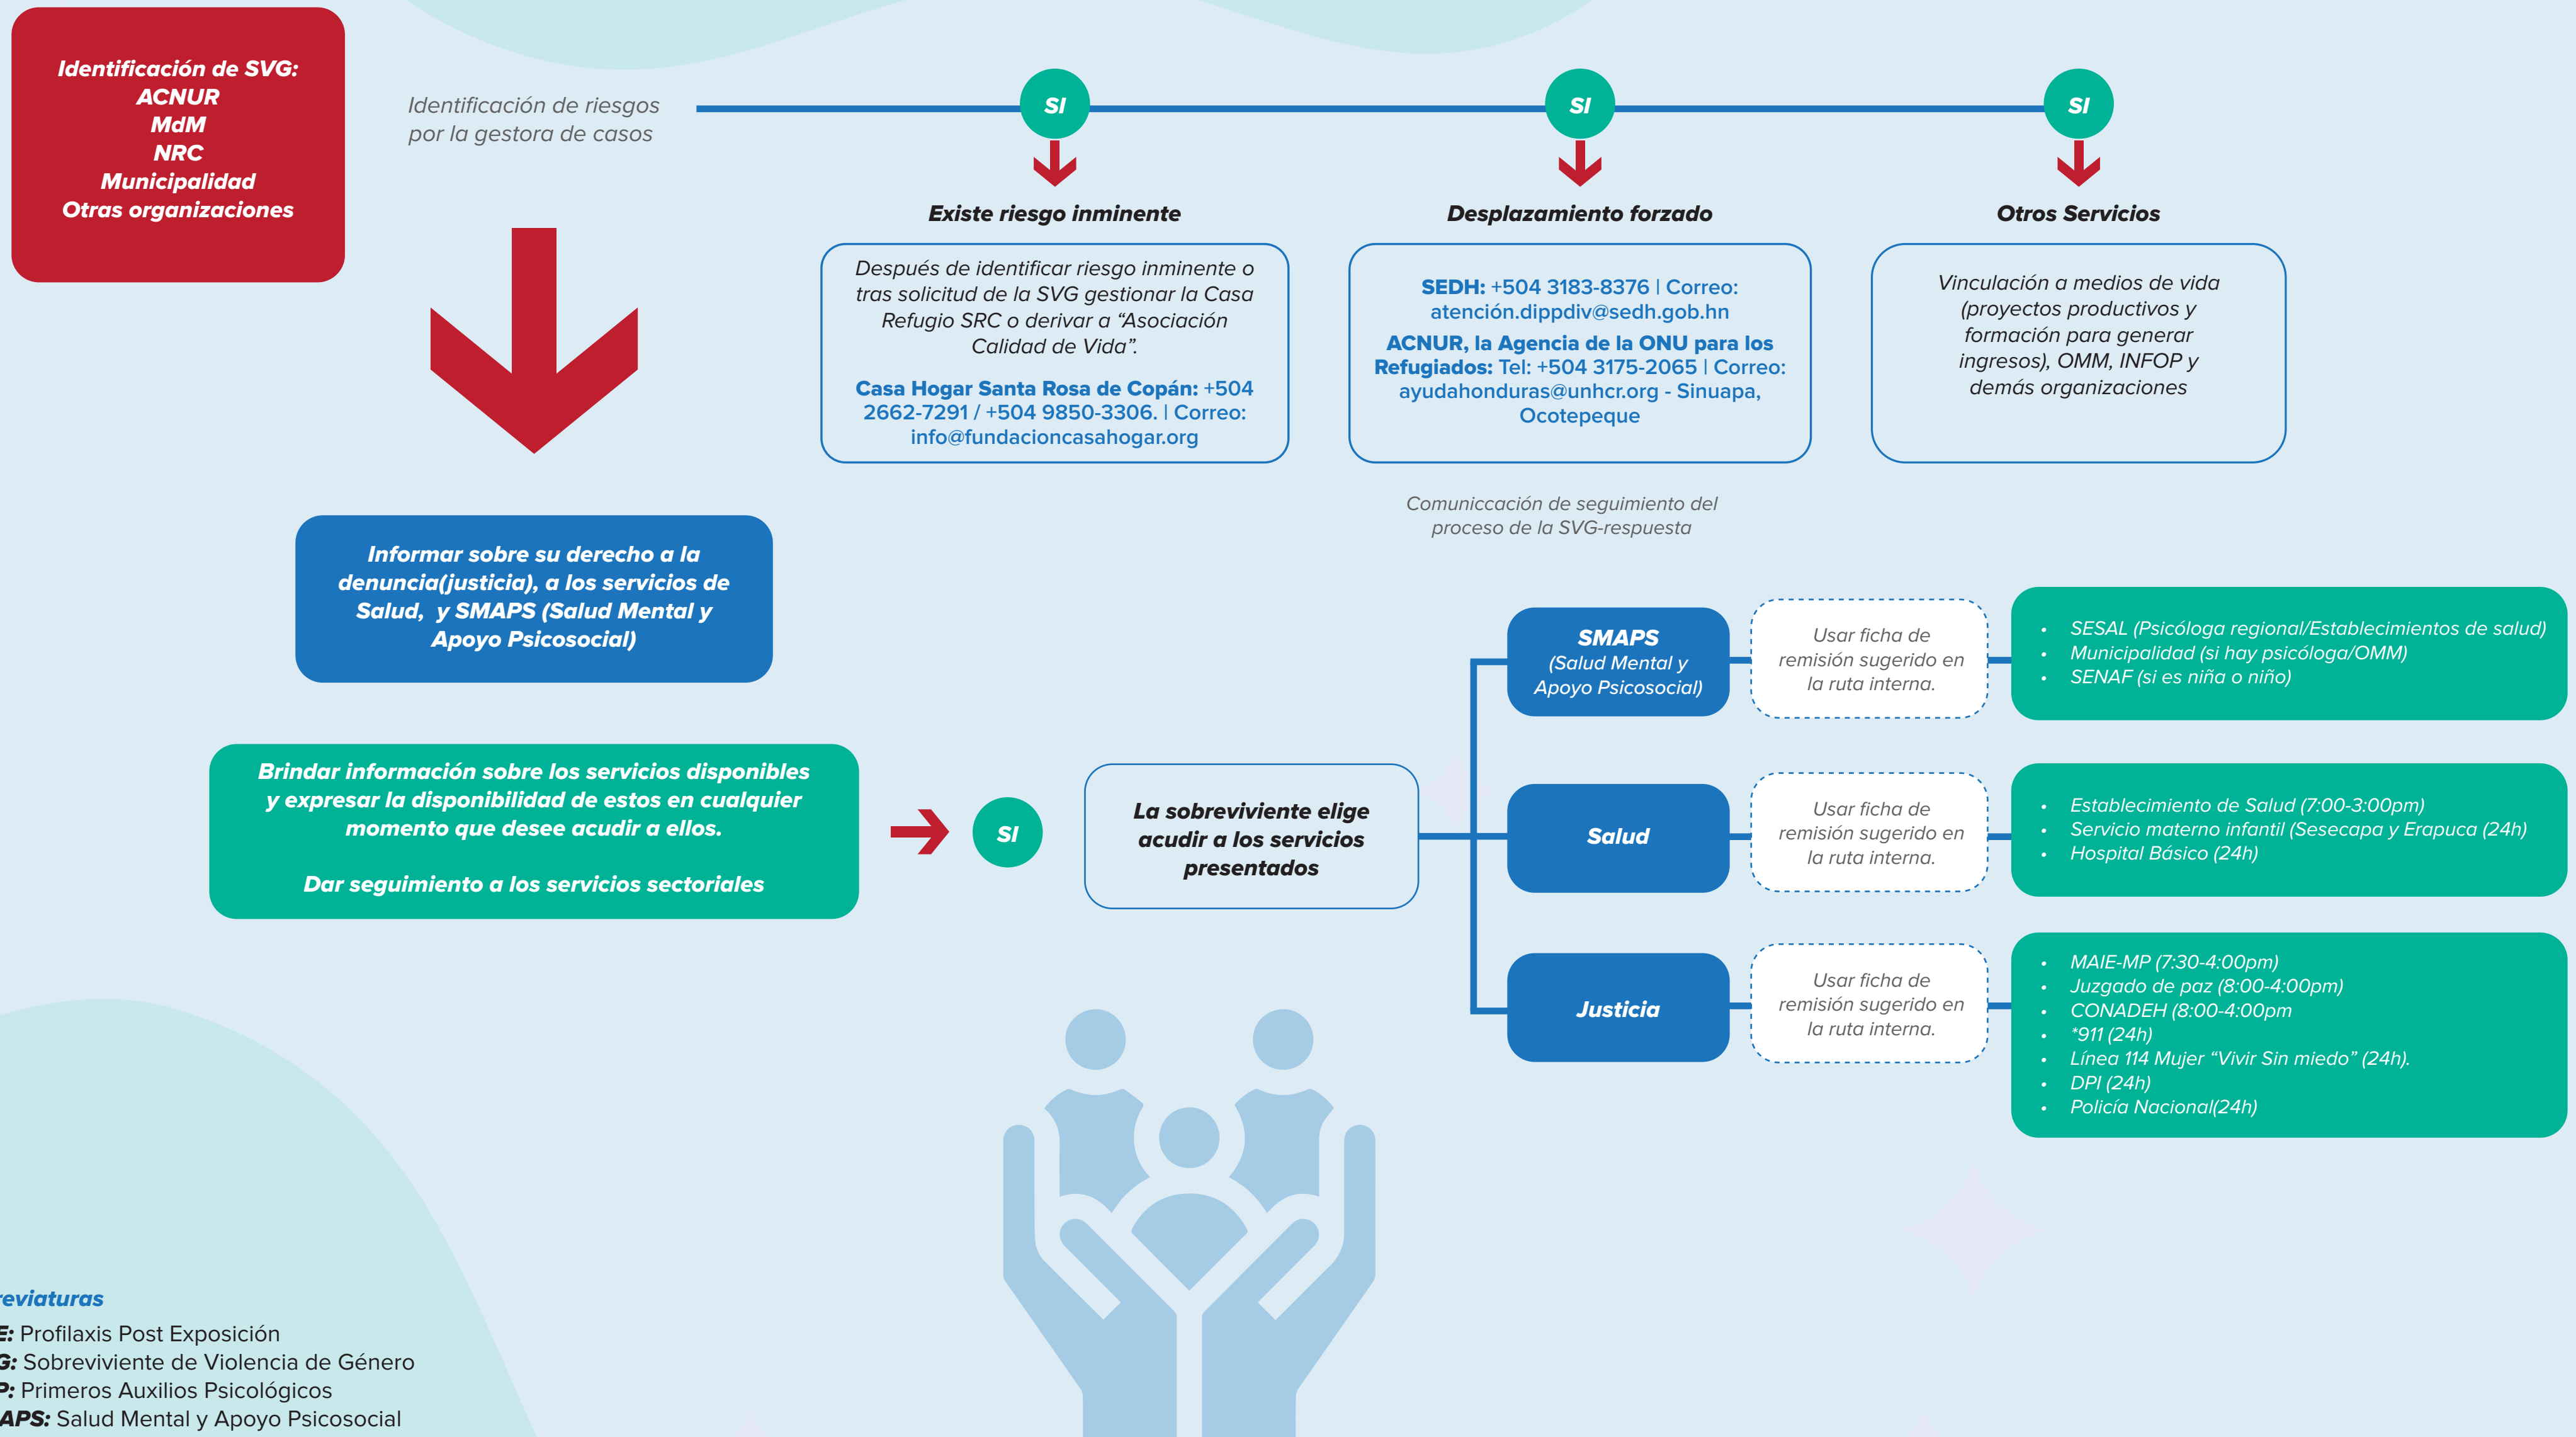 Identificación de SVG:
ACNUR
MdM
NRC
Municipalidad
Otras organizaciones
Identificación de riesgos
por la gestora de casos
SI
SI
SI
Existe riesgo inminente
Después de identificar riesgo inminente o
tras solicitud de la SVG gestionar la Casa
Refugio SRC o derivar a “Asociación
Calidad de Vida”.
Casa Hogar Santa Rosa de Copán: +504
2662-7291 / +504 9850-3306. | Correo:
info@fundacioncasahogar.org
Desplazamiento forzado
SEDH: +504 3183-8376 | Correo:
atención.dippdiv@sedh.gob.hn
ACNUR, la Agencia de la ONU para los
Refugiados: Tel: +504 3175-2065 | Correo:
ayudahonduras@unhcr.org - Sinuapa,
Ocotepeque
Otros Servicios
Vinculación a medios de vida
(proyectos productivos y
formación para generar
ingresos), OMM, INFOP y
demás organizaciones
Comuniccación de seguimiento del
proceso de la SVG-respuesta
Informar sobre su derecho a la
denuncia(justicia), a los servicios de
Salud,  y SMAPS (Salud Mental y
Apoyo Psicosocial)
Brindar información sobre los servicios disponibles
y expresar la disponibilidad de estos en cualquier
momento que desee acudir a ellos.
Dar seguimiento a los servicios sectoriales
SI
La sobreviviente elige
acudir a los servicios
presentados
SMAPS
(Salud Mental y
Apoyo Psicosocial)
Usar ficha de
remisión sugerido en
la ruta interna.
• SESAL (Psicóloga regional/Establecimientos de salud)
• Municipalidad (si hay psicóloga/OMM)
• SENAF (si es niña o niño)
Salud
Usar ficha de
remisión sugerido en
la ruta interna.
• Establecimiento de Salud (7:00-3:00pm)
• Servicio materno infantil (Sesecapa y Erapuca (24h)
• Hospital Básico (24h)
Justicia
Usar ficha de
remisión sugerido en
la ruta interna.
• MAIE-MP (7:30-4:00pm)
• Juzgado de paz (8:00-4:00pm)
• CONADEH (8:00-4:00pm
• *911 (24h)
• Línea 114 Mujer “Vivir Sin miedo” (24h).
• DPI (24h)
• Policía Nacional(24h)
reviaturas
E: Profilaxis Post Exposición
G: Sobreviviente de Violencia de Género
P: Primeros Auxilios Psicológicos
APS: Salud Mental y Apoyo Psicosocial